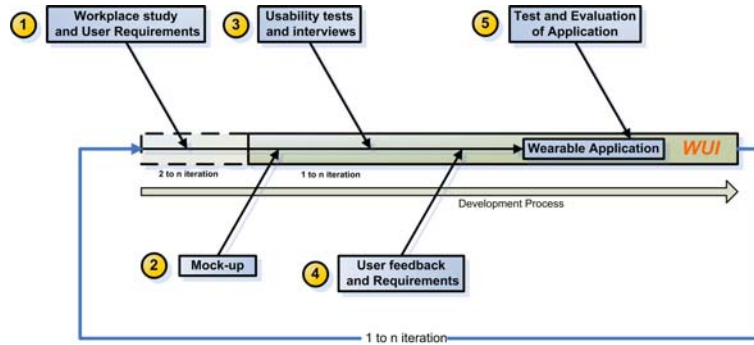 1
Workplace study
and User Requirements
3
Usability tests
and interviews
5
Test and Evaluation
of Application
Wearable Application
WUI
2 to n iteration
1 to n iteration
Development Process
2
Mock-up
4
User feedback
and Requirements
1 to n iteration